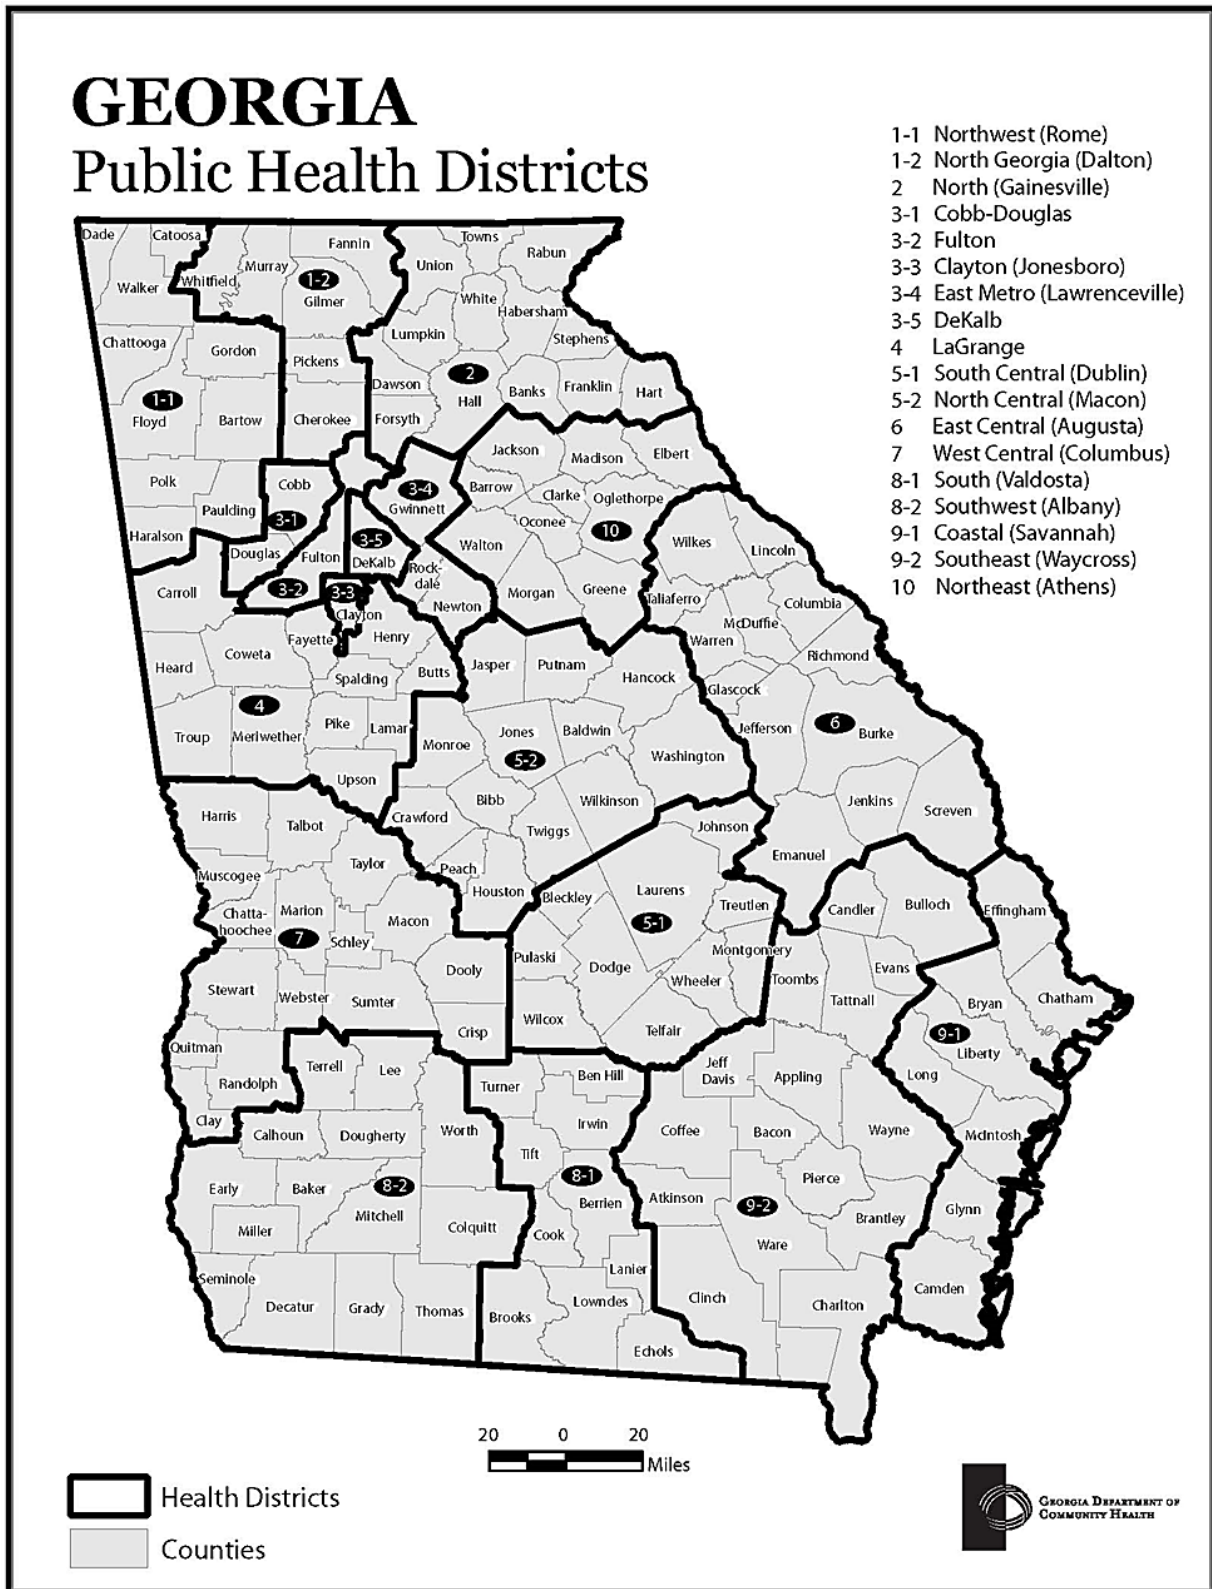 GEORGIA
Public Health Districts
1-1 Northwest (Rome)
1-2 North Georgia (Dalton)
2 North (Gainesville)
3-1 Cobb-Douglas
3-2 Fulton
3-3 Clayton (Jonesboro)
3-4 East Metro (Lawrenceville)
3-5 DeKalb
4 LaGrange
5-1 South Central (Dublin)
5-2 North Central (Macon)
6 East Central (Augusta)
7 West Central (Columbus)
8-1 South (Valdosta)
8-2 Southwest (Albany)
9-1 Coastal (Savannah)
9-2 Southeast (Waycross)
10 Northeast (Athens)
Dade
Catoosa
Fannin
Towns
Rabun
Union
Walker
Whitfield
Murray
1-2
Gilmer
White
Habersham
Lumpkin
Stephens
Chattooga
Gordon
Pickens
Dawson
2
Hall
Banks
Franklin
Hart
1-1
Floyd
Bartow
Cherokee
Forsyth
Jackson
Madison
Elbert
Polk
Cobb
3-4
Gwinnett
Barrow
Clarke
Oglethorpe
Paulding
3-1
Oconee
10
Haralson
Douglas
Fulton
3-5
DeKalb
Rock-
dale
Walton
Wilkes
Lincoln
Carroll
3-2
3-3
Clayton
Newton
Morgan
Greene
Taliaferro
Columbia
McDuffie
Warren
Richmond
Heard
Coweta
Fayette
Henry
Spalding
Butts
Jasper
Putnam
Hancock
Glascock
4
Troup
Meriwether
Pike
Lamar
Monroe
Jones
5-2
Baldwin
Washington
Jefferson
6
Burke
Upson
Bibb
Wilkinson
Jenkins
Screven
Harris
Talbot
Crawford
Twiggs
Johnson
Emanuel
Muscogee
Taylor
Peach
Houston
Bleckley
Laurens
5-1
Treutlen
Candler
Bulloch
Effingham
Chatta-
hoochee
Marion
7
Schley
Macon
Pulaski
Dodge
Wheeler
Montgomery
Toombs
Evans
Tattnall
Dooly
Stewart
Webster
Sumter
Crisp
Wilcox
Telfair
Bryan
Chatham
9-1
Liberty
Long
Quitman
Randolph
Terrell
Lee
Turner
Ben Hill
Jeff
Davis
Appling
Clay
Calhoun
Dougherty
Worth
Irwin
Coffee
Bacon
Wayne
McIntosh
Tift
8-1
Berrien
Early
Baker
8-2
Mitchell
Atkinson
Pierce
9-2
Ware
Brantley
Glynn
Miller
Colquitt
Cook
Lanier
Seminole
Decatur
Grady
Thomas
Brooks
Lowndes
Echols
Clinch
Charlton
Camden
20 0 20
Miles
Health Districts
Counties
GEORGIA DEPARTMENT OF
COMMUNITY HEALTH